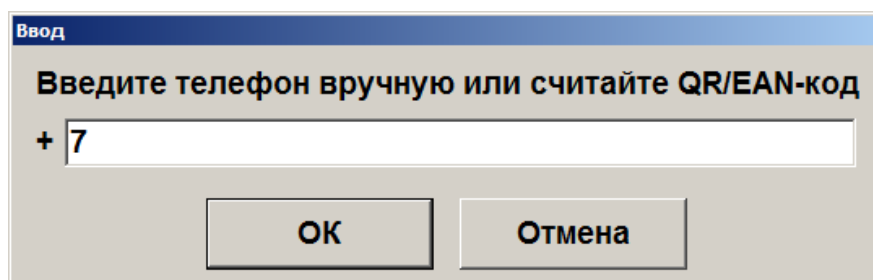 Ввод
Введите телефон вручную или считайте QR/EAN-код
+ 7
ОК Отмена